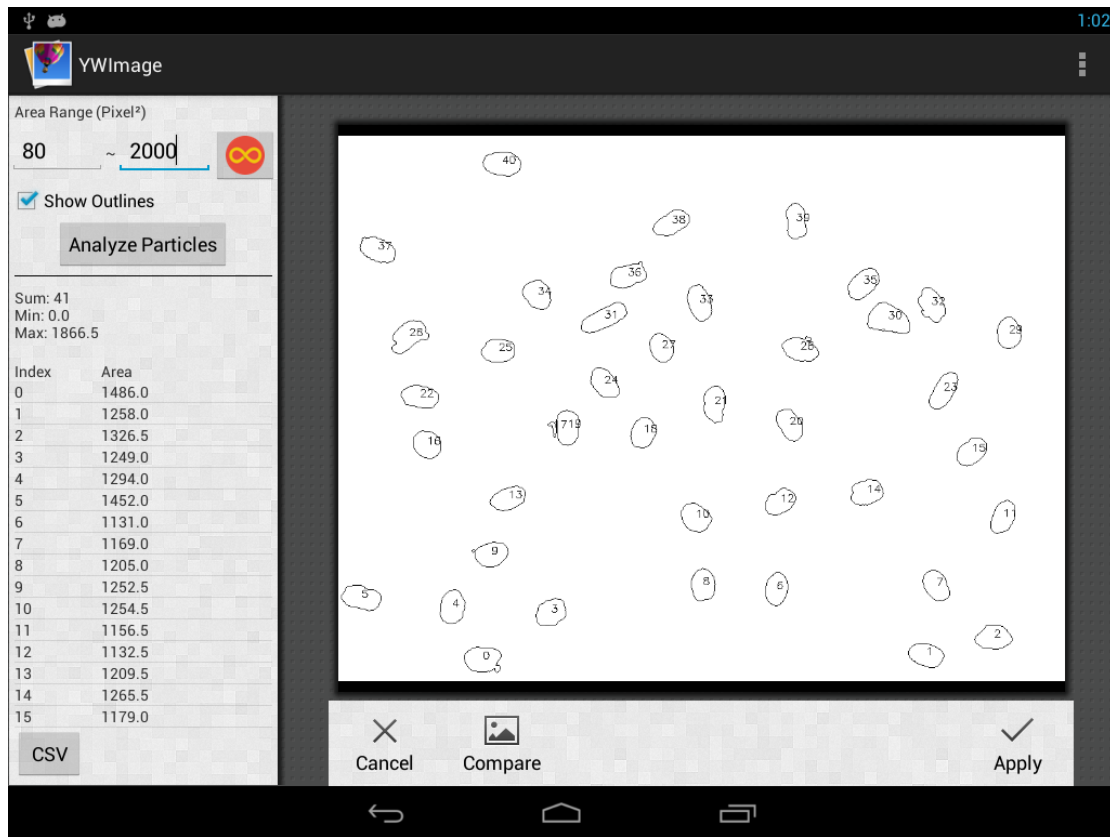 1:02
YWImage
Area Range (Pixel²)
80 ~ 2000
Show Outlines
Analyze Particles
Sum: 41
Min: 0.0
Max: 1866.5
Index Area
0 1486.0
1 1258.0
2 1326.5
3 1249.0
4 1294.0
5 1452.0
6 1131.0
7 1169.0
8 1205.0
9 1252.5
10 1254.5
11 1156.5
12 1132.5
13 1209.5
14 1265.5
15 1179.0
CSV
40
38 39
37
36 35
34 33 32
31 30
28 29
25 27
24
22 23
21
20
16 15
13 14
12
10 11
9
8 6 7
5 4 3
2
0 1
Cancel Compare Apply